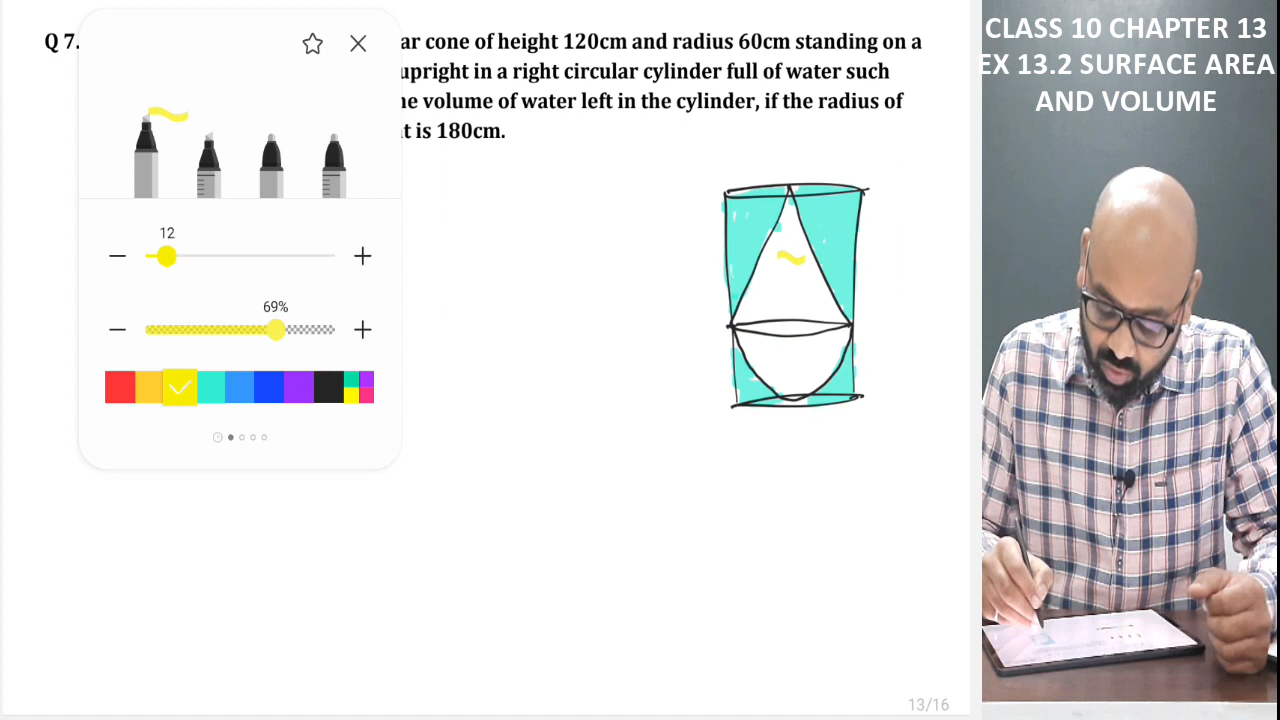 Q 7.
ar cone of height 120cm and radius 60cm standing on a
upright in a right circular cylinder full of water such
he volume of water left in the cylinder, if the radius of
t is 180cm.
12
69%
13/16
CLASS 10 CHAPTER 13
EX 13.2 SURFACE AREA
AND VOLUME